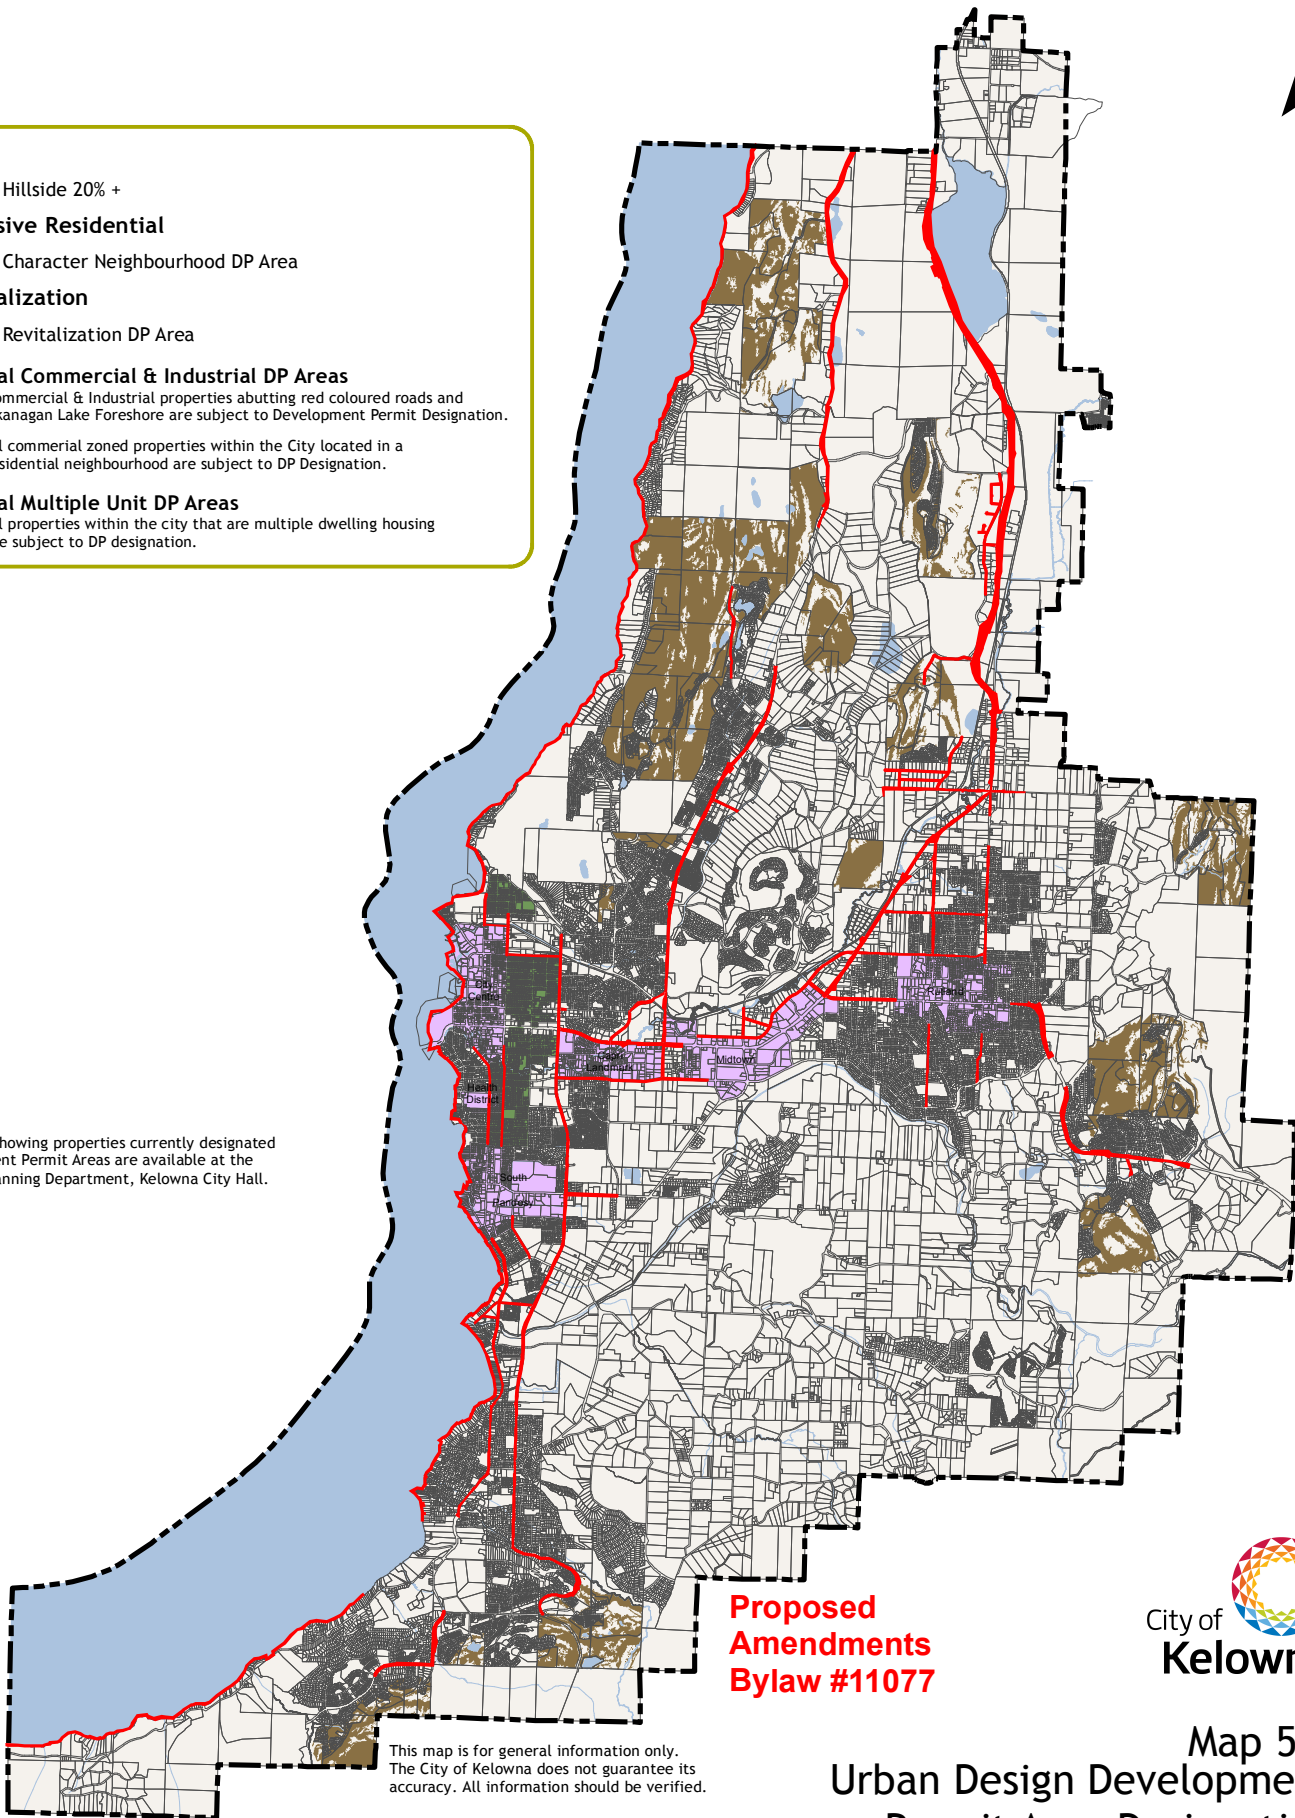 Hillside 20% +
sive Residential
Character Neighbourhood DP Area
alization
Revitalization DP Area
al Commercial & Industrial DP Areas
ommercial & Industrial properties abutting red coloured roads and
kanagan Lake Foreshore are subject to Development Permit Designation.
l commerial zoned properties within the City located in a
sidential neighbourhood are subject to DP Designation.
al Multiple Unit DP Areas
l properties within the city that are multiple dwelling housing
e subject to DP designation.
City
Centre
Rutland
Capri
Landmark
Midtown
Health
District
howing properties currently designated
ent Permit Areas are available at the
anning Department, Kelowna City Hall.
South
Pandosy
Proposed
Amendments
Bylaw #11077
City of
Kelown
This map is for general information only.
The City of Kelowna does not guarantee its
accuracy. All information should be verified.
Map 5
Urban Design Developme
Permit Area Designati